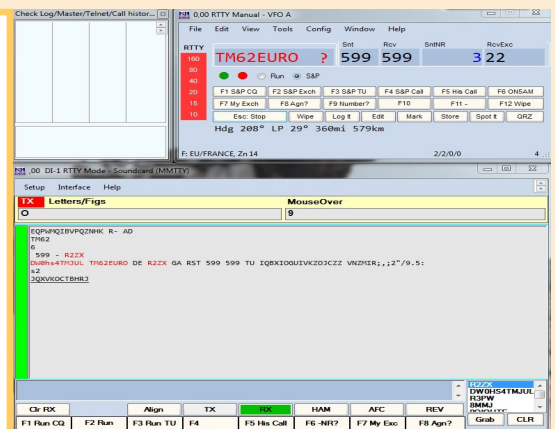 Check Log/Master/Telnet/Call histor...
0,00 RTTY Manual - VFO A
File Edit View Tools Config Window Help
RTTY
Snt Rcv SntNR RcvExc
160 TM62EURO ? 599 599 3 22
80
40
Run S&P
20 F1 S&P CQ F2 S&P Exch F3 S&P TU F4 S&P Call F5 His Call F6 ONSAM
15 F7 My Exch F8 Agn? F9 Number? F10 F11 - F12 Wipe
10 Esc: Stop Wipe Log It Edit Mark Store Spot It QRZ
Hdg 208° LP 29° 360mi 579km
F: EU/FRANCE, Zn 14 2/2/0/0 4
,00 DI-1 RTTY Mode - Soundcard (MMTTY)
Setup Interface Help
TX Letters/Figs MouseOver
O 9
EQPWMQIBVPQZNHK R- AD
TM62
6
599 - R2ZX
DW0hs4TMJUL TM62EURO DE R2ZX GA RST 599 599 TU IQBXIOGUIVKZOJCZZ VNZMIR;,;2"/9.5:
s2
JQXVKOCTBHRJ
R2ZX
DW0HS4TMJUL
R3PW
8MMJ
Clr RX Align TX RX HAM AFC REV
Grab CLR
F1 Run CQ F2 Run F3 Run TU F4 F5 His Call F6 -NR? F7 My Exc F8 Agn?